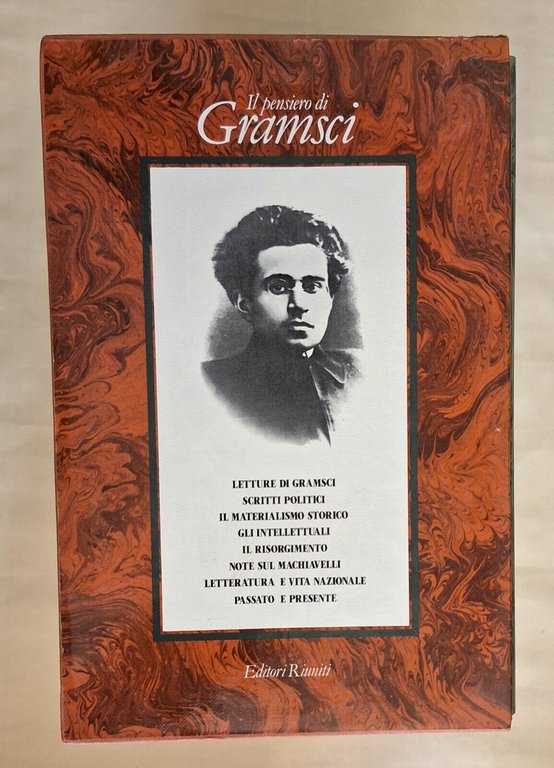 Il pensiero di
Gramsci
LETTURE DI GRAMSCI
SCRITTI POLITICI
IL MATERIALISMO STORICO
GLI INTELLETTUALI
IL RISORGIMENTO
NOTE SUL MACHIAVELLI
LETTERATURA E VITA NAZIONALE
PASSATO E PRESENTE
Editori Riuniti